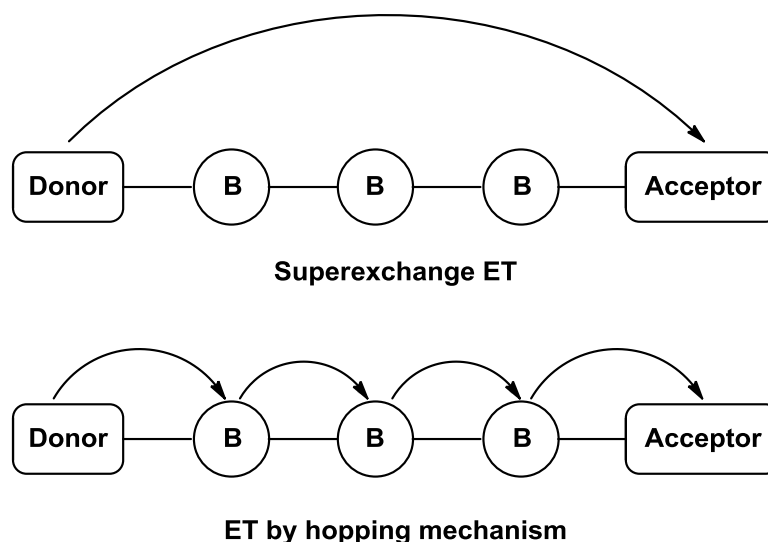 Donor B B B Acceptor
Superexchange ET
Donor B B B Acceptor
ET by hopping mechanism